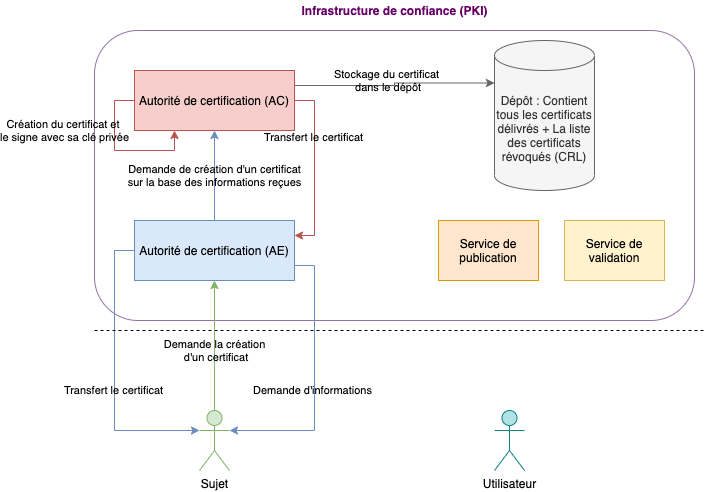 Infrastructure de confiance (PKI)
Autorité de certification (AC)
Stockage du certificat
dans le dépôt
Dépôt : Contient
tous les certificats
délivrés + La liste
des certificats
révoqués (CRL)
Création du certificat et
le signe avec sa clé privée
Transfert le certificat
Demande de création d'un certificat
sur la base des informations reçues
Autorité de certification (AE)
Service de
publication
Service de
validation
Demande la création
d'un certificat
Transfert le certificat
Demande d'informations
Sujet
Utilisateur